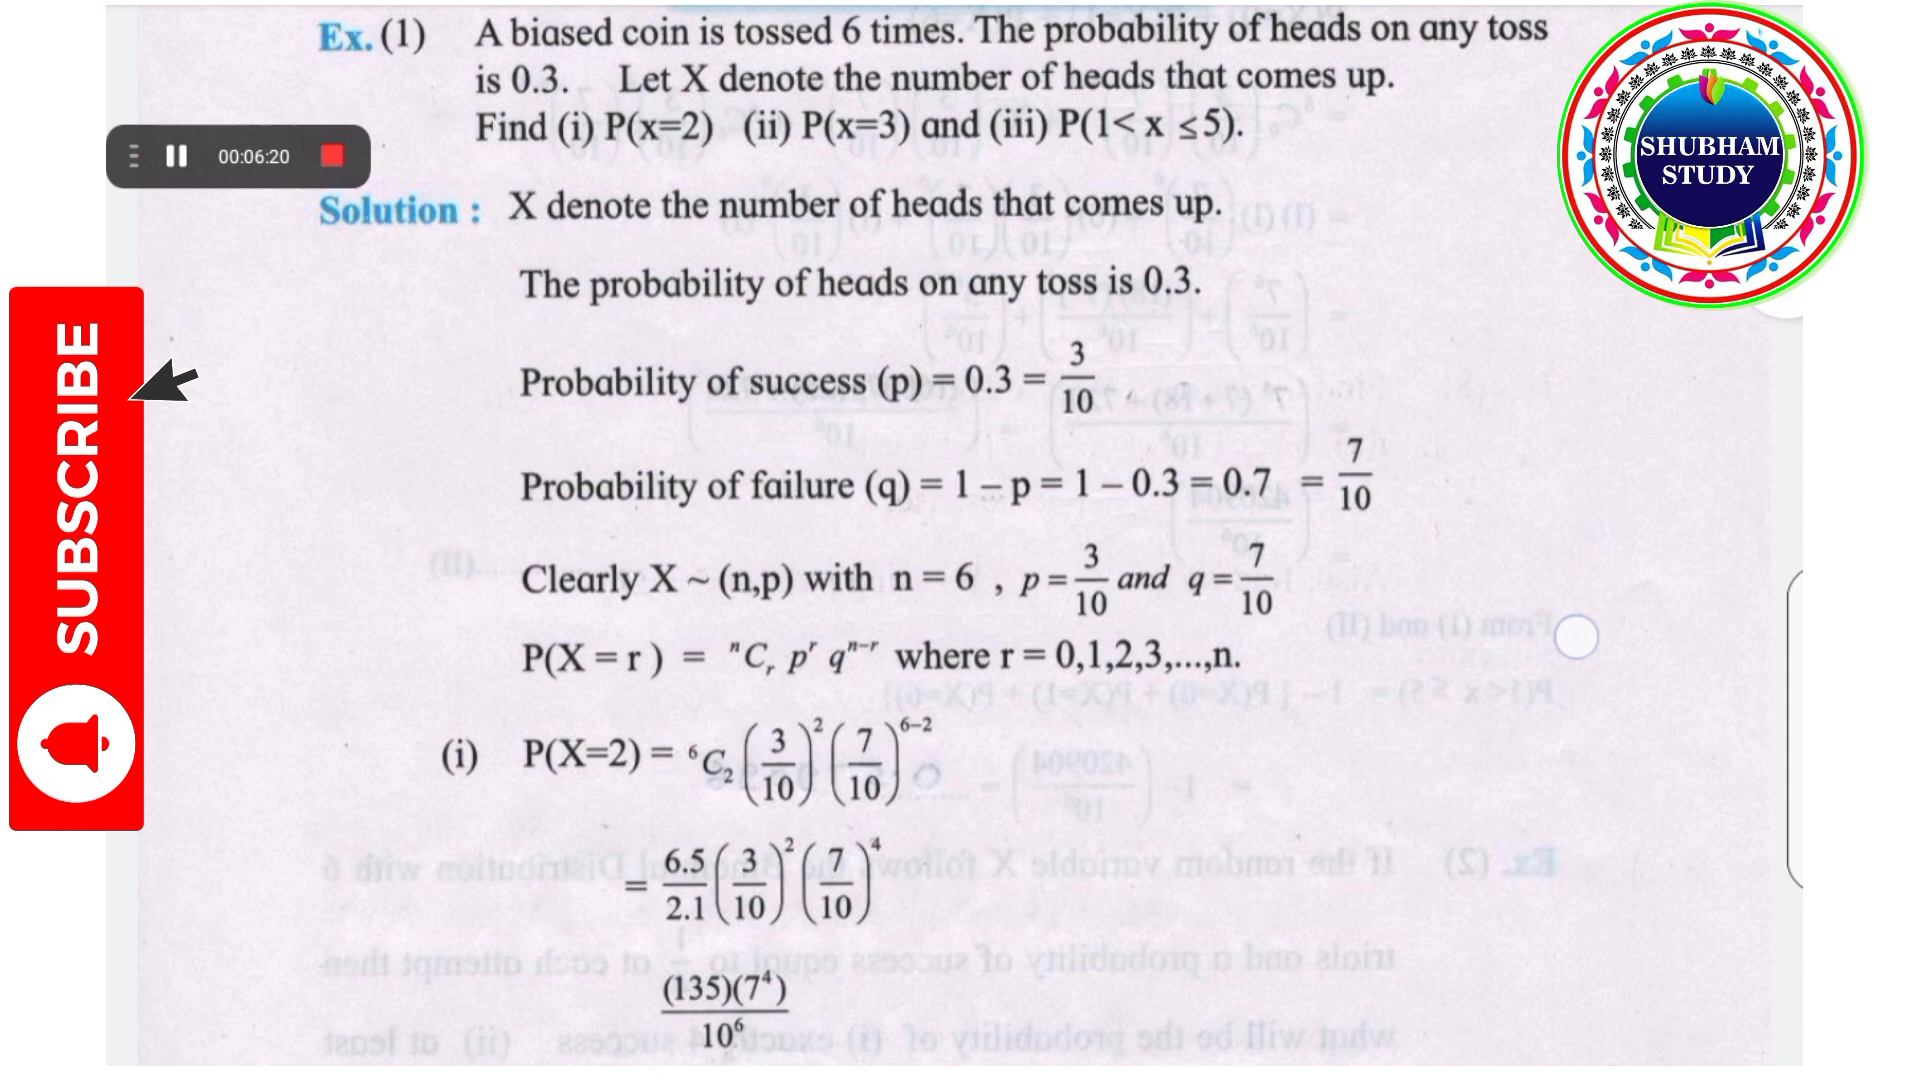 Ex. (1) A biased coin is tossed 6 times. The probability of heads on any toss
is 0.3. Let X denote the number of heads that comes up.
Find (i) P(x=2) (ii) P(x=3) and (iii) P(1< x ≤5).
00:06:20
SHUBHAM
STUDY
Solution : X denote the number of heads that comes up.
The probability of heads on any toss is 0.3.
Probability of success (p) = 0.3 = 3/10
Probability of failure (q) = 1 – p = 1 – 0.3 = 0.7 = 7/10
Clearly X ~ (n,p) with n = 6 , p = 3/10 and q = 7/10
P(X = r ) = ⁿCᵣ pʳ qⁿ⁻ʳ where r = 0,1,2,3,...,n.
(i) P(X=2) = ⁶C₂ (3/10)² (7/10)⁶⁻²
= 6.5/2.1 (3/10)² (7/10)⁴
(135)(7⁴)/10⁶
SUBSCRIBE